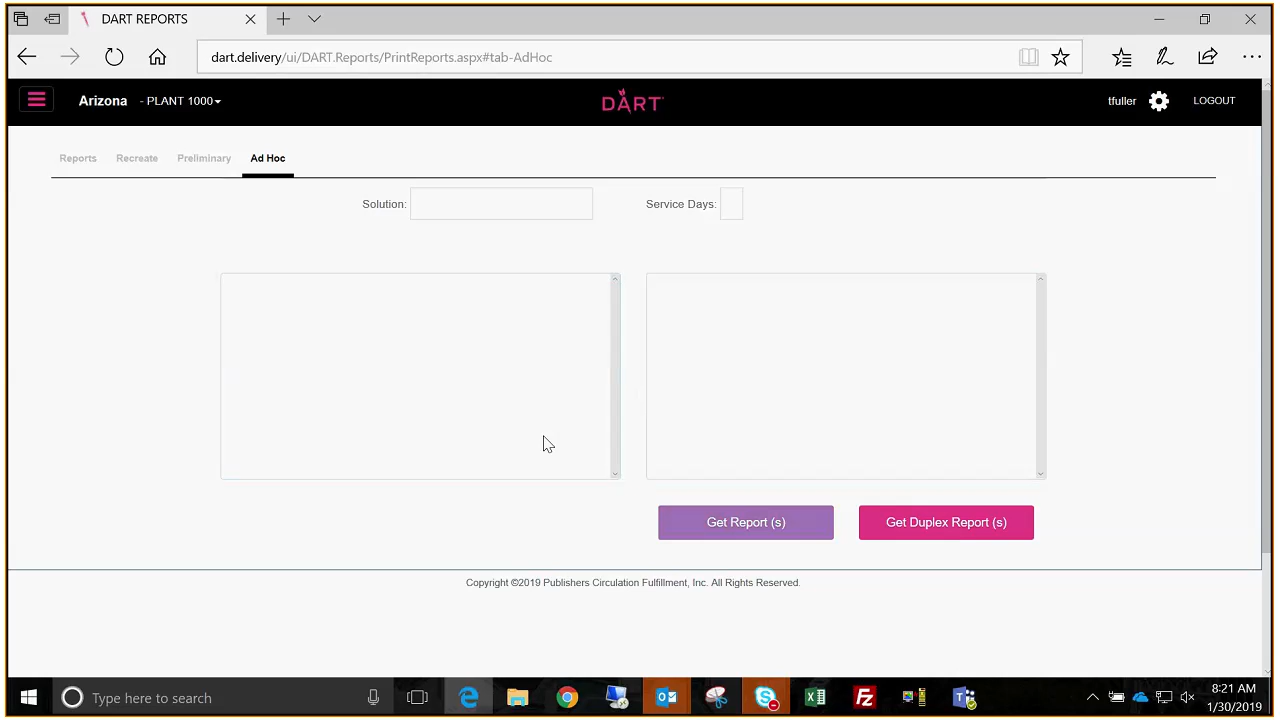 DART REPORTS
dart.delivery/ui/DART.Reports/PrintReports.aspx#tab-AdHoc
Arizona - PLANT 1000
DART
tfuller
LOGOUT
Reports
Recreate
Preliminary
Ad Hoc
Solution:
Service Days:
Get Report (s)
Get Duplex Report (s)
Copyright ©2019 Publishers Circulation Fulfillment, Inc. All Rights Reserved.
Type here to search
8:21 AM
1/30/2019